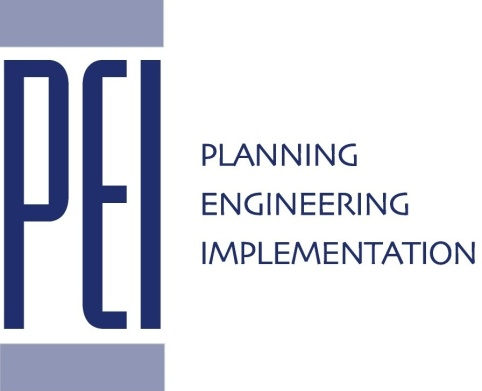 PEI
PLANNING
ENGINEERING
IMPLEMENTATION